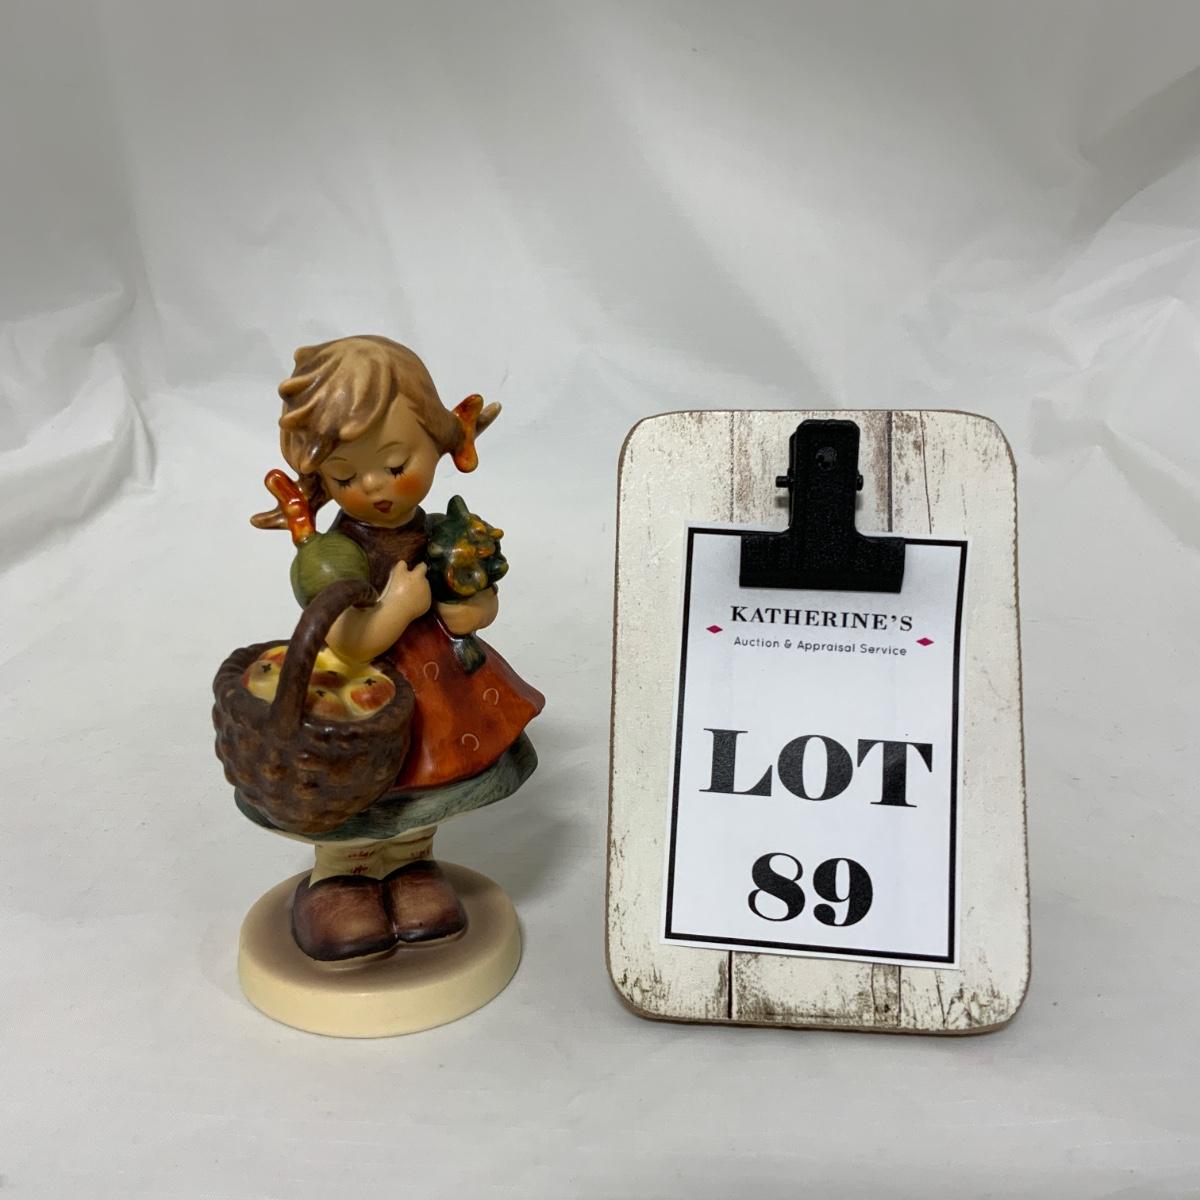 KATHERINE'S
Auction & Appraisal Service
LOT
89